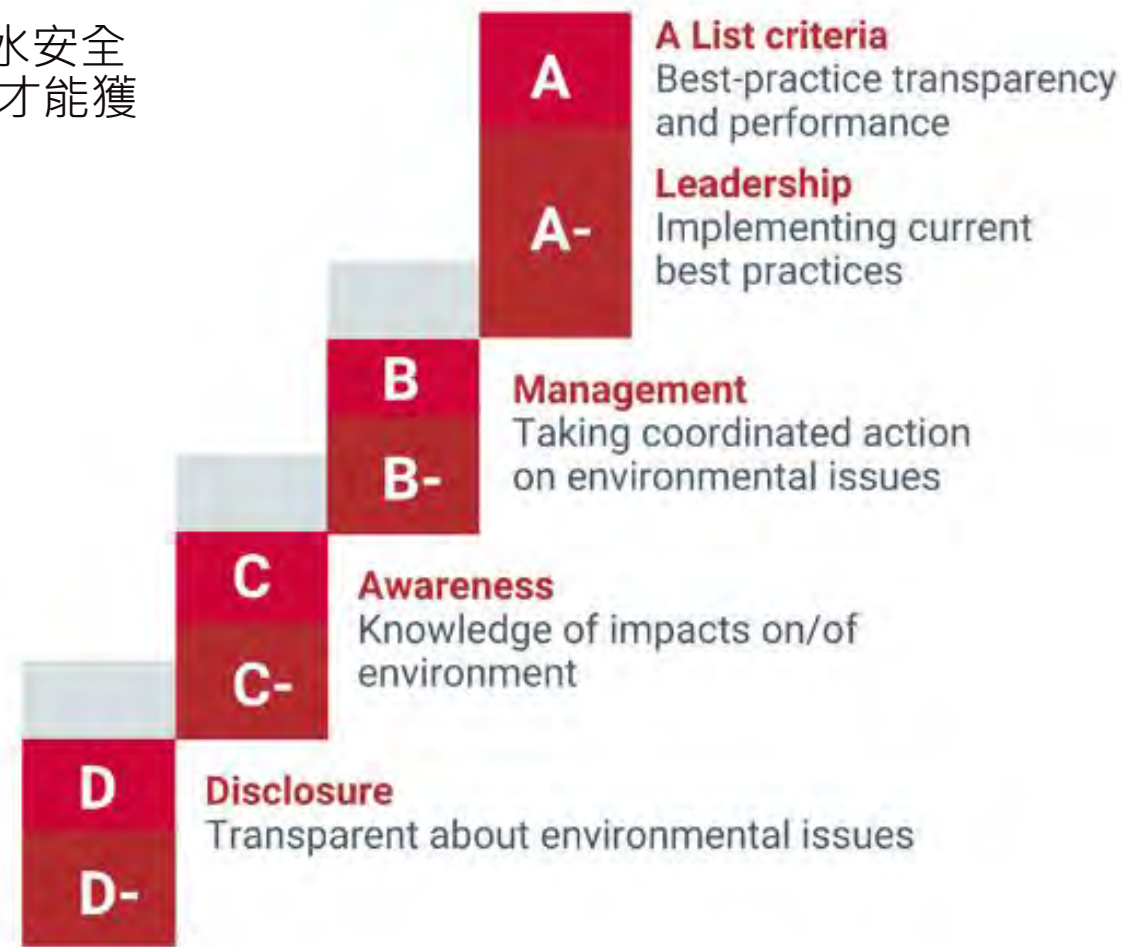 水安全
才能獲
A
A List criteria
Best-practice transparency
and performance
A-
Leadership
Implementing current
best practices
B
Management
Taking coordinated action
on environmental issues
B-
C
Awareness
Knowledge of impacts on/of
environment
C-
D
Disclosure
Transparent about environmental issues
D-